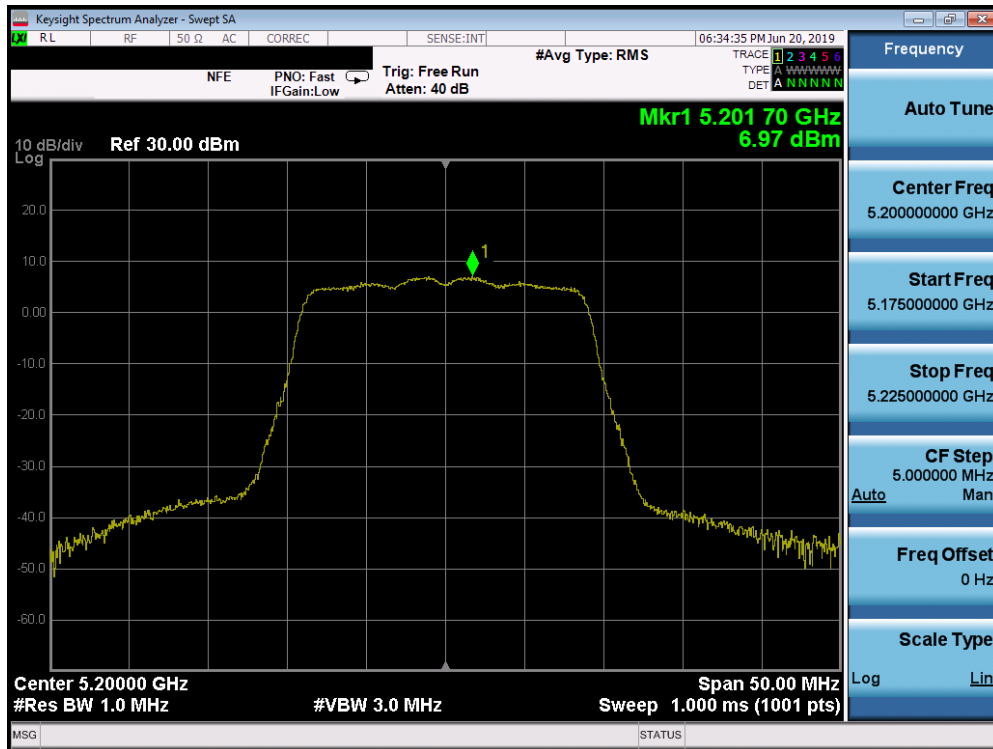 Keysight Spectrum Analyzer - Swept SA
LXI RL RF 50 Ω AC CORREC SENSE:INT 06:34:35 PM Jun 20, 2019
Frequency
#Avg Type: RMS TRACE 1 2 3 4 5 6
NFE PNO: Fast Trig: Free Run TYPE A WWWWW
IFGain:Low Atten: 40 dB DET A N N N N N
Auto Tune
Mkr1 5.201 70 GHz
6.97 dBm
10 dB/div Ref 30.00 dBm
Log
Center Freq
5.200000000 GHz
20.0
10.0
1
Start Freq
5.175000000 GHz
0.00
-10.0
Stop Freq
5.225000000 GHz
-20.0
-30.0
CF Step
5.000000 MHz
Auto Man
-40.0
-50.0
Freq Offset
0 Hz
-60.0
Scale Type
Log Lin
Center 5.20000 GHz Span 50.00 MHz
#Res BW 1.0 MHz #VBW 3.0 MHz Sweep 1.000 ms (1001 pts)
MSG STATUS